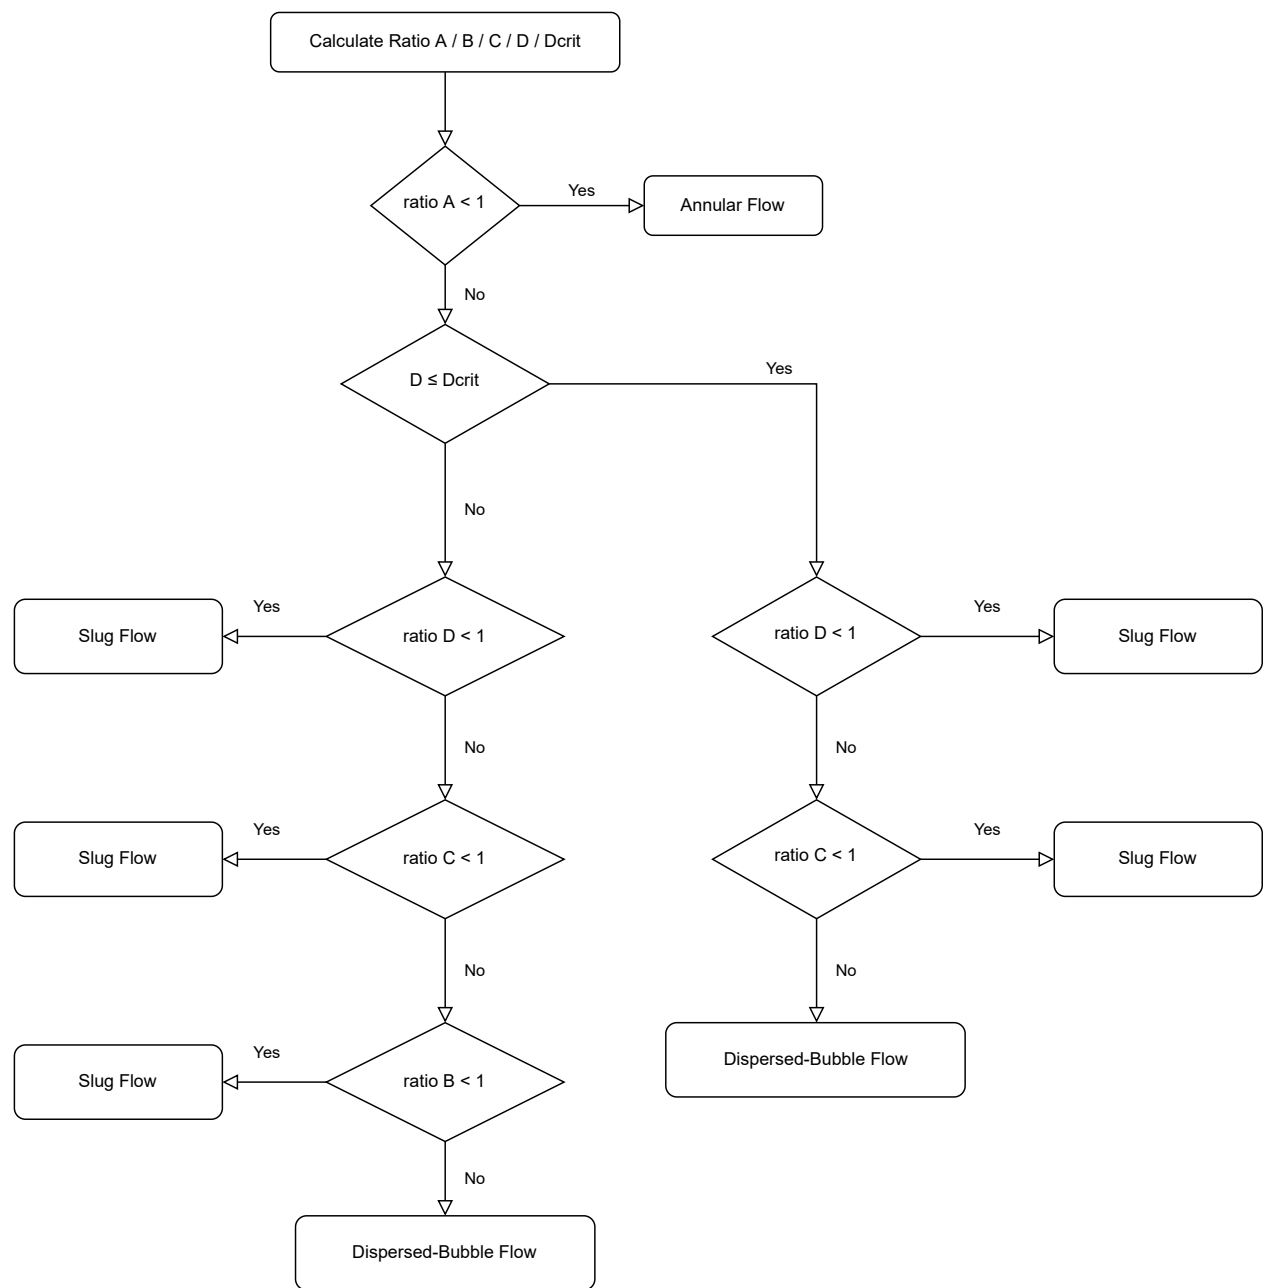 Calculate Ratio A / B / C / D / Dcrit
ratio A < 1
Yes
Annular Flow
No
D ≤ Dcrit
Yes
No
Slug Flow
Yes
ratio D < 1
ratio D < 1
Yes
Slug Flow
No
No
Slug Flow
Yes
ratio C < 1
ratio C < 1
Yes
Slug Flow
No
No
Slug Flow
Yes
ratio B < 1
Dispersed-Bubble Flow
No
Dispersed-Bubble Flow